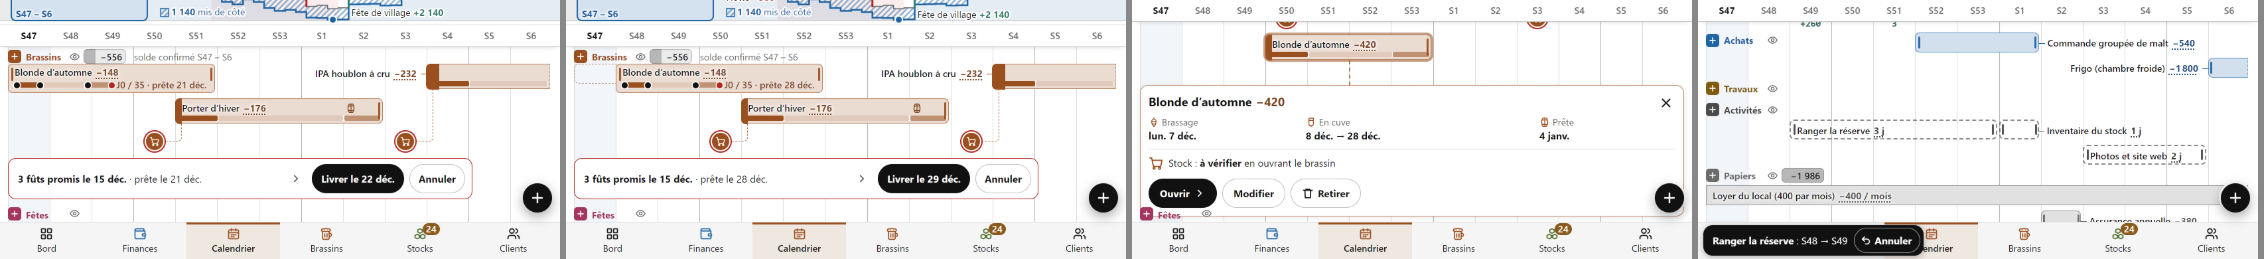 S47 – S6
1 140 mis de côté
Fête de village +2 140
S47 S48 S49 S50 S51 S52 S53 S1 S2 S3 S4 S5 S6
Brassins −556 solde confirmé S47 – S6
Blonde d’automne −148
J0 / 35 · prête 21 déc.
IPA houblon à cru −232
Porter d’hiver −176
3 fûts promis le 15 déc. · prête le 21 déc. Livrer le 22 déc. Annuler
Fêtes
Bord Finances Calendrier Brassins Stocks 24 Clients
S47 – S6
1 140 mis de côté
Fête de village +2 140
S47 S48 S49 S50 S51 S52 S53 S1 S2 S3 S4 S5 S6
Brassins −556 solde confirmé S47 – S6
Blonde d’automne −148
J0 / 35 · prête 28 déc.
IPA houblon à cru −232
Porter d’hiver −176
3 fûts promis le 15 déc. · prête le 28 déc. Livrer le 29 déc. Annuler
Fêtes
Bord Finances Calendrier Brassins Stocks 24 Clients
S47 S48 S49 S50 S51 S52 S53 S1 S2 S3 S4 S5 S6
Blonde d’automne −420
Blonde d’automne −420
Brassage En cuve Prête
lun. 7 déc. 8 déc. → 28 déc. 4 janv.
Stock : à vérifier en ouvrant le brassin
Ouvrir Modifier Retirer
Fêtes
Bord Finances Calendrier Brassins Stocks 24 Clients
S47 S48 S49 S50 S51 S52 S53 S1 S2 S3 S4 S5 S6
+260 3
Achats
Commande groupée de malt −540
Frigo (chambre froide) −1 800
Travaux
Activités
Ranger la réserve 3 j
Inventaire du stock 1 j
Photos et site web 2 j
Papiers −1 986
Loyer du local (400 par mois) −400 / mois
Assurance annuelle −380
Ranger la réserve : S48 → S49 Annuler
Brassins Stocks 24 Clients